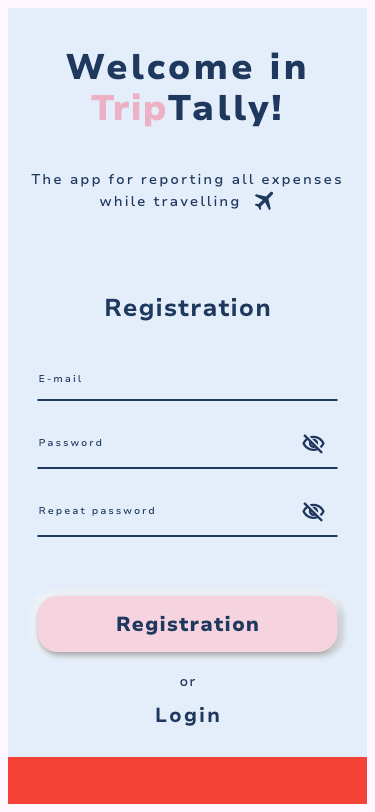 Welcome in
TripTally!
The app for reporting all expenses
while travelling
Registration
E-mail
Password
Repeat password
Registration
or
Login